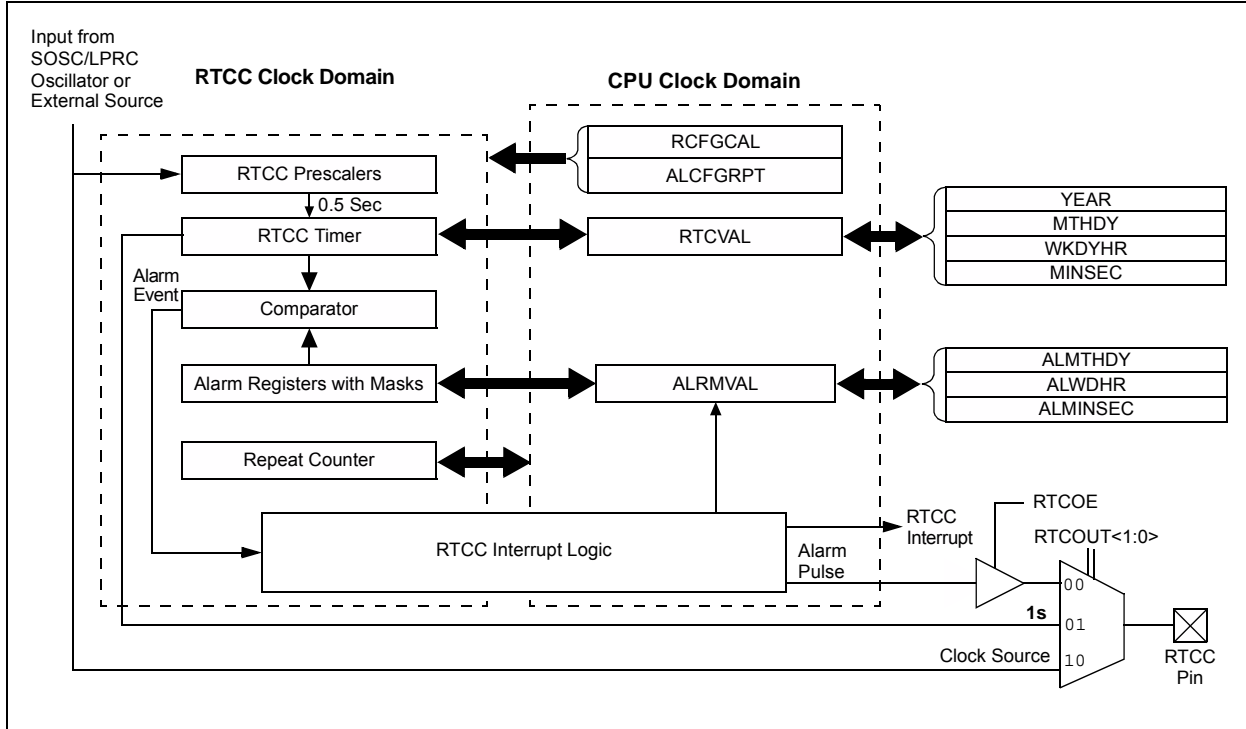 Input from
SOSC/LPRC
Oscillator or
External Source
RTCC Clock Domain
CPU Clock Domain
RCFGCAL
ALCFGRPT
RTCC Prescalers
0.5 Sec
RTCC Timer
RTCVAL
YEAR
MTHDY
WKDYHR
MINSEC
Alarm
Event
Comparator
Alarm Registers with Masks
ALRMVAL
ALMTHDY
ALWDHR
ALMINSEC
Repeat Counter
RTCC Interrupt Logic
RTCC
Interrupt
Alarm
Pulse
RTCOE
RTCOUT<1:0>
00
1s
01
Clock Source
10
RTCC
Pin